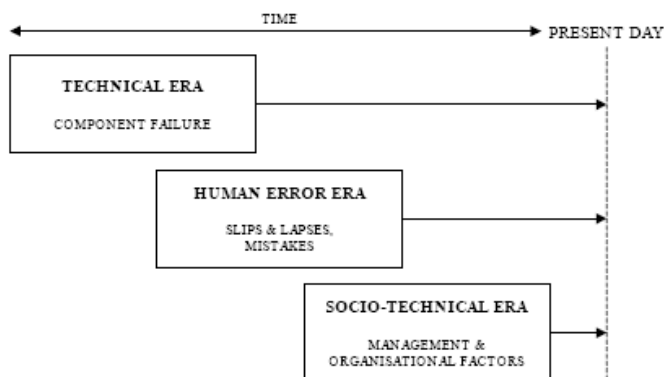 TIME
PRESENT DAY
TECHNICAL ERA
COMPONENT FAILURE
HUMAN ERROR ERA
SLIPS & LAPSES,
MISTAKES
SOCIO-TECHNICAL ERA
MANAGEMENT &
ORGANISATIONAL FACTORS